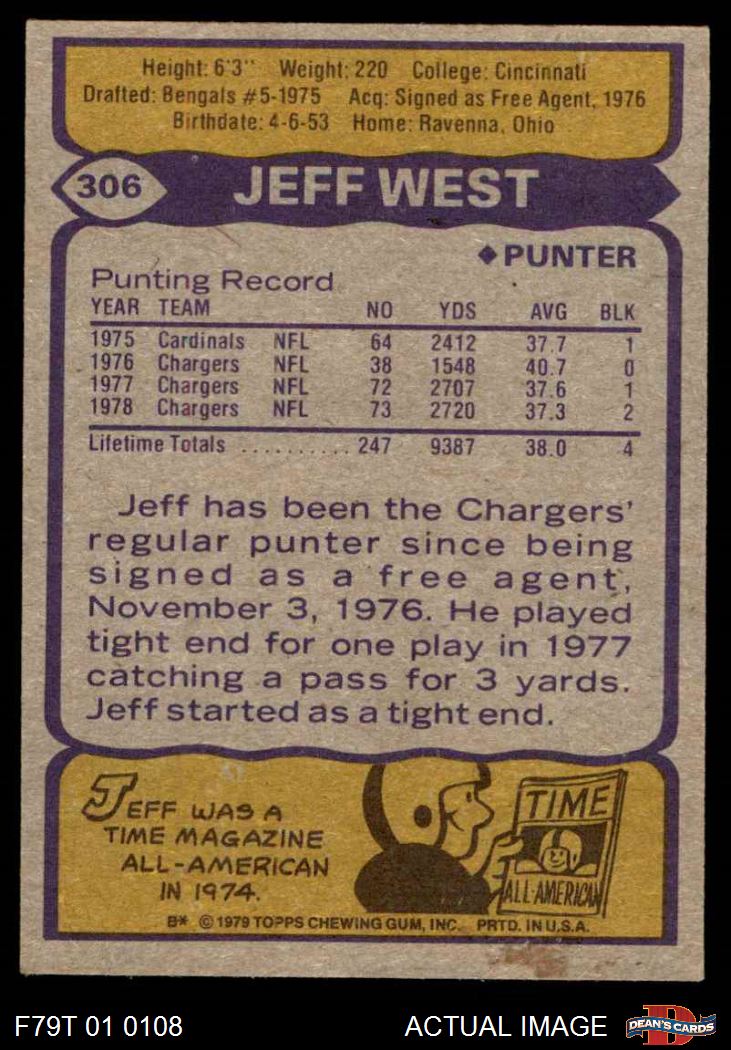 Height: 6'3" Weight: 220 College: Cincinnati
Drafted: Bengals #5-1975 Acq: Signed as Free Agent, 1976
Birthdate: 4-6-53 Home: Ravenna, Ohio
306 JEFF WEST
◆PUNTER
Punting Record
YEAR TEAM NO YDS AVG BLK
1975 Cardinals NFL 64 2412 37.7 1
1976 Chargers NFL 38 1548 40.7 0
1977 Chargers NFL 72 2707 37.6 1
1978 Chargers NFL 73 2720 37.3 2
Lifetime Totals .......... 247 9387 38.0 4
Jeff has been the Chargers'
regular punter since being
signed as a free agent,
November 3, 1976. He played
tight end for one play in 1977
catching a pass for 3 yards.
Jeff started as a tight end.
JEFF WAS A
TIME MAGAZINE
ALL-AMERICAN
IN 1974.
TIME
ALL-AMERICAN
B* © 1979 TOPPS CHEWING GUM, INC. PRTD. IN U.S.A.
F79T 01 0108 ACTUAL IMAGE D DEAN'S CARDS